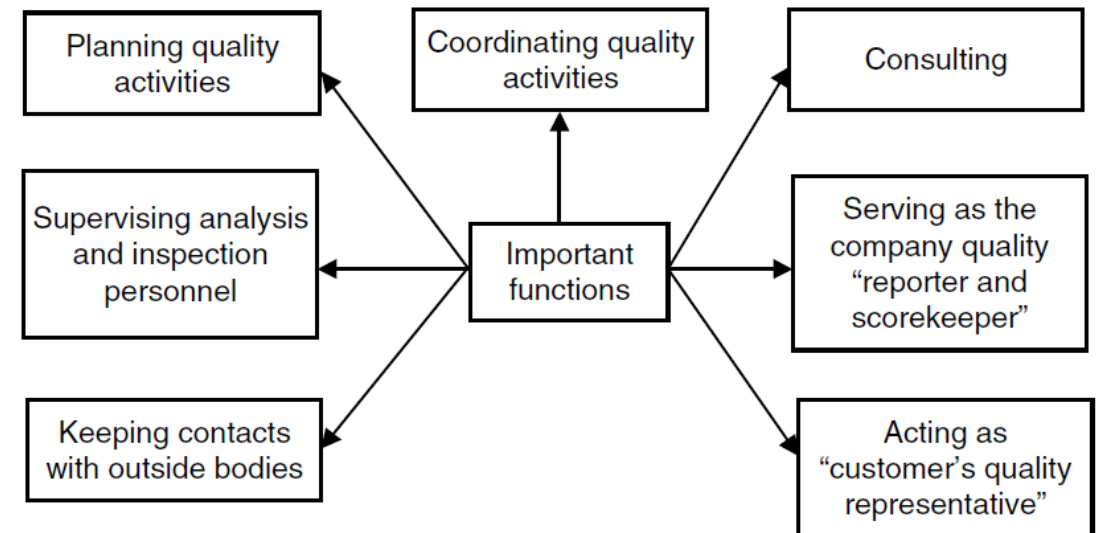 Planning quality
activities
Coordinating quality
activities
Consulting
Supervising analysis
and inspection
personnel
Important
functions
Serving as the
company quality
“reporter and
scorekeeper”
Keeping contacts
with outside bodies
Acting as
“customer’s quality
representative”